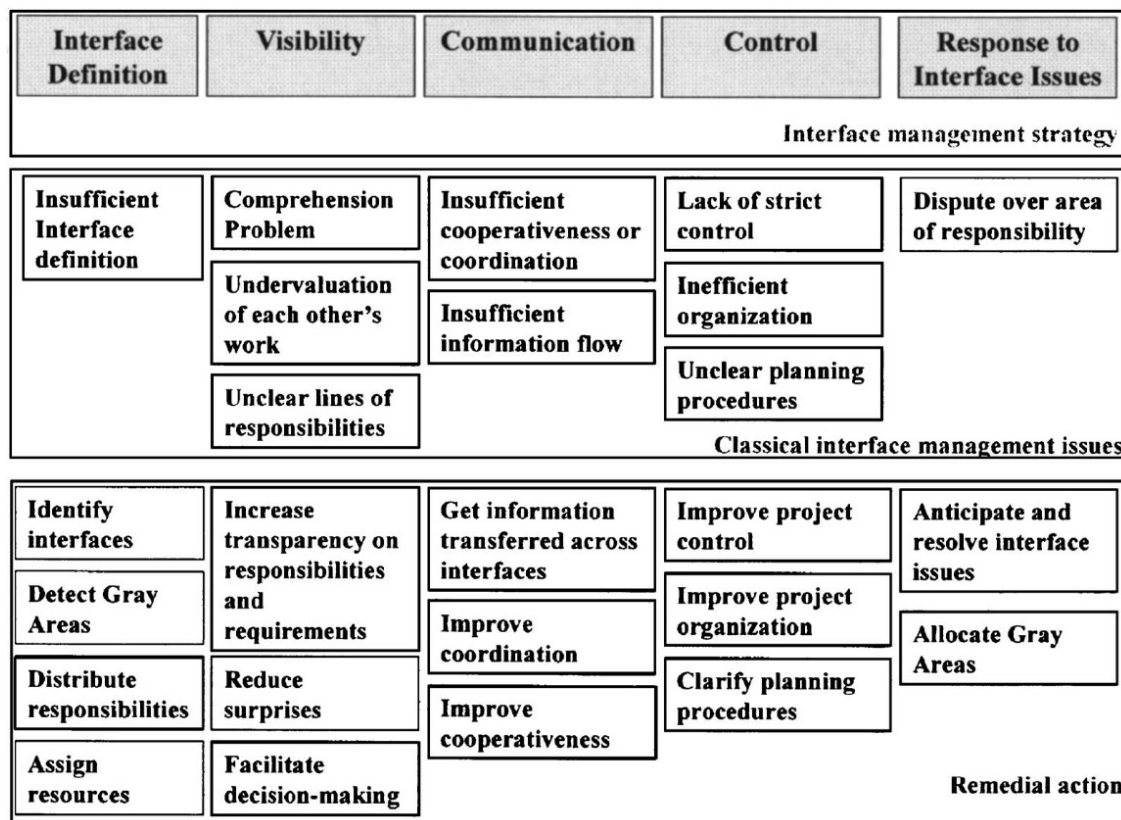 Interface
Definition
Visibility
Communication
Control
Response to
Interface Issues
Interface management strategy
Insufficient
Interface
definition
Comprehension
Problem
Undervaluation
of each other's
work
Unclear lines of
responsibilities
Insufficient
cooperativeness or
coordination
Insufficient
information flow
Lack of strict
control
Inefficient
organization
Unclear planning
procedures
Dispute over area
of responsibility
Classical interface management issues
Identify
interfaces
Detect Gray
Areas
Distribute
responsibilities
Assign
resources
Increase
transparency on
responsibilities
and
requirements
Reduce
surprises
Facilitate
decision-making
Get information
transferred across
interfaces
Improve
coordination
Improve
cooperativeness
Improve project
control
Improve project
organization
Clarify planning
procedures
Anticipate and
resolve interface
issues
Allocate Gray
Areas
Remedial action